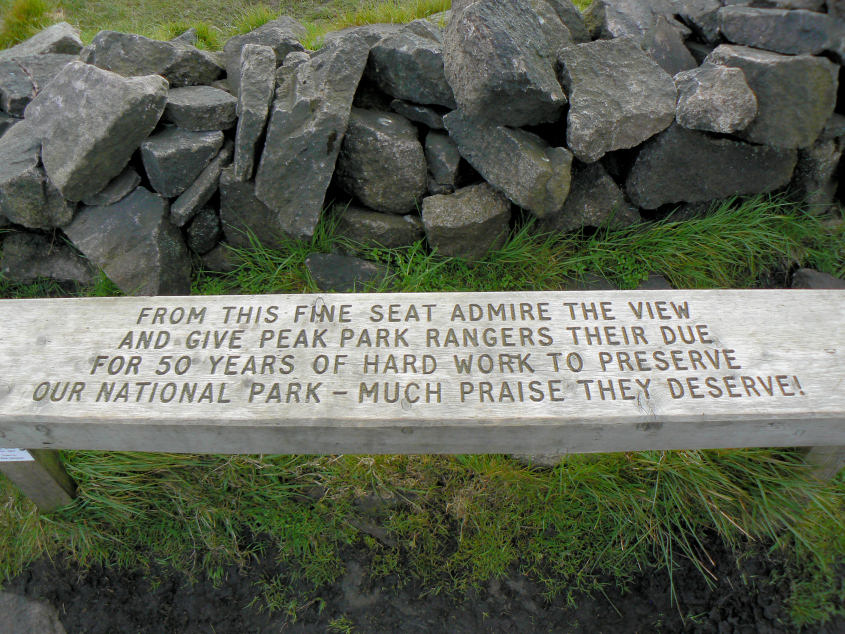 FROM THIS FINE SEAT ADMIRE THE VIEW
AND GIVE PEAK PARK RANGERS THEIR DUE
FOR 50 YEARS OF HARD WORK TO PRESERVE
OUR NATIONAL PARK – MUCH PRAISE THEY DESERVE!